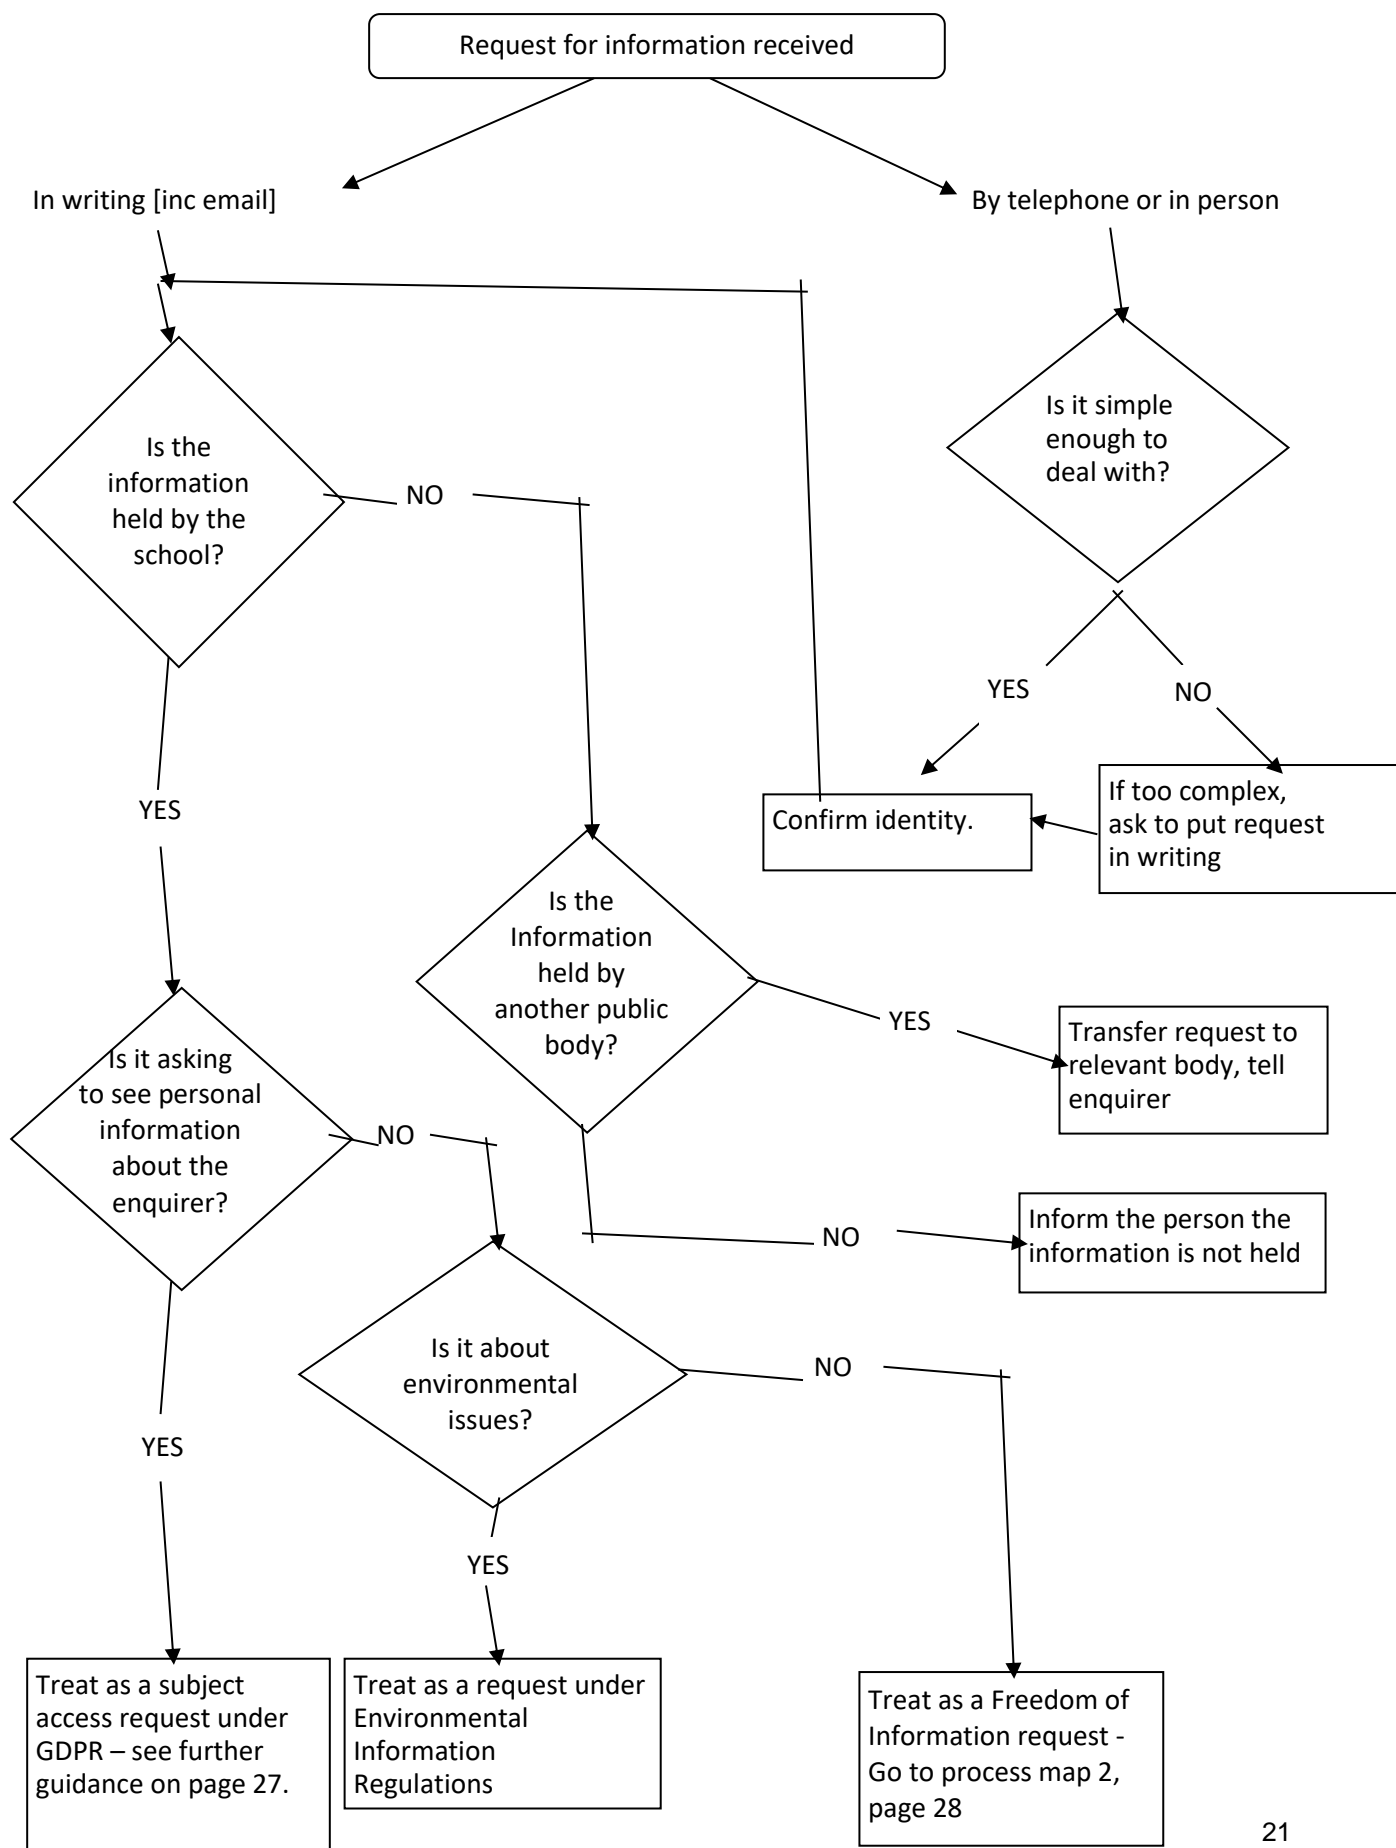 Request for information received
In writing [inc email]
By telephone or in person
Is it simple
enough to
deal with?
Is the
information
held by the
school?
NO
YES
NO
If too complex,
ask to put request
in writing
Confirm identity.
YES
Is the
Information
held by
another public
body?
YES
Transfer request to
relevant body, tell
enquirer
Is it asking
to see personal
information
about the
enquirer?
NO
NO
Inform the person the
information is not held
Is it about
environmental
issues?
NO
YES
YES
Treat as a subject
access request under
GDPR – see further
guidance on page 27.
Treat as a request under
Environmental
Information
Regulations
Treat as a Freedom of
Information request -
Go to process map 2,
page 28
21